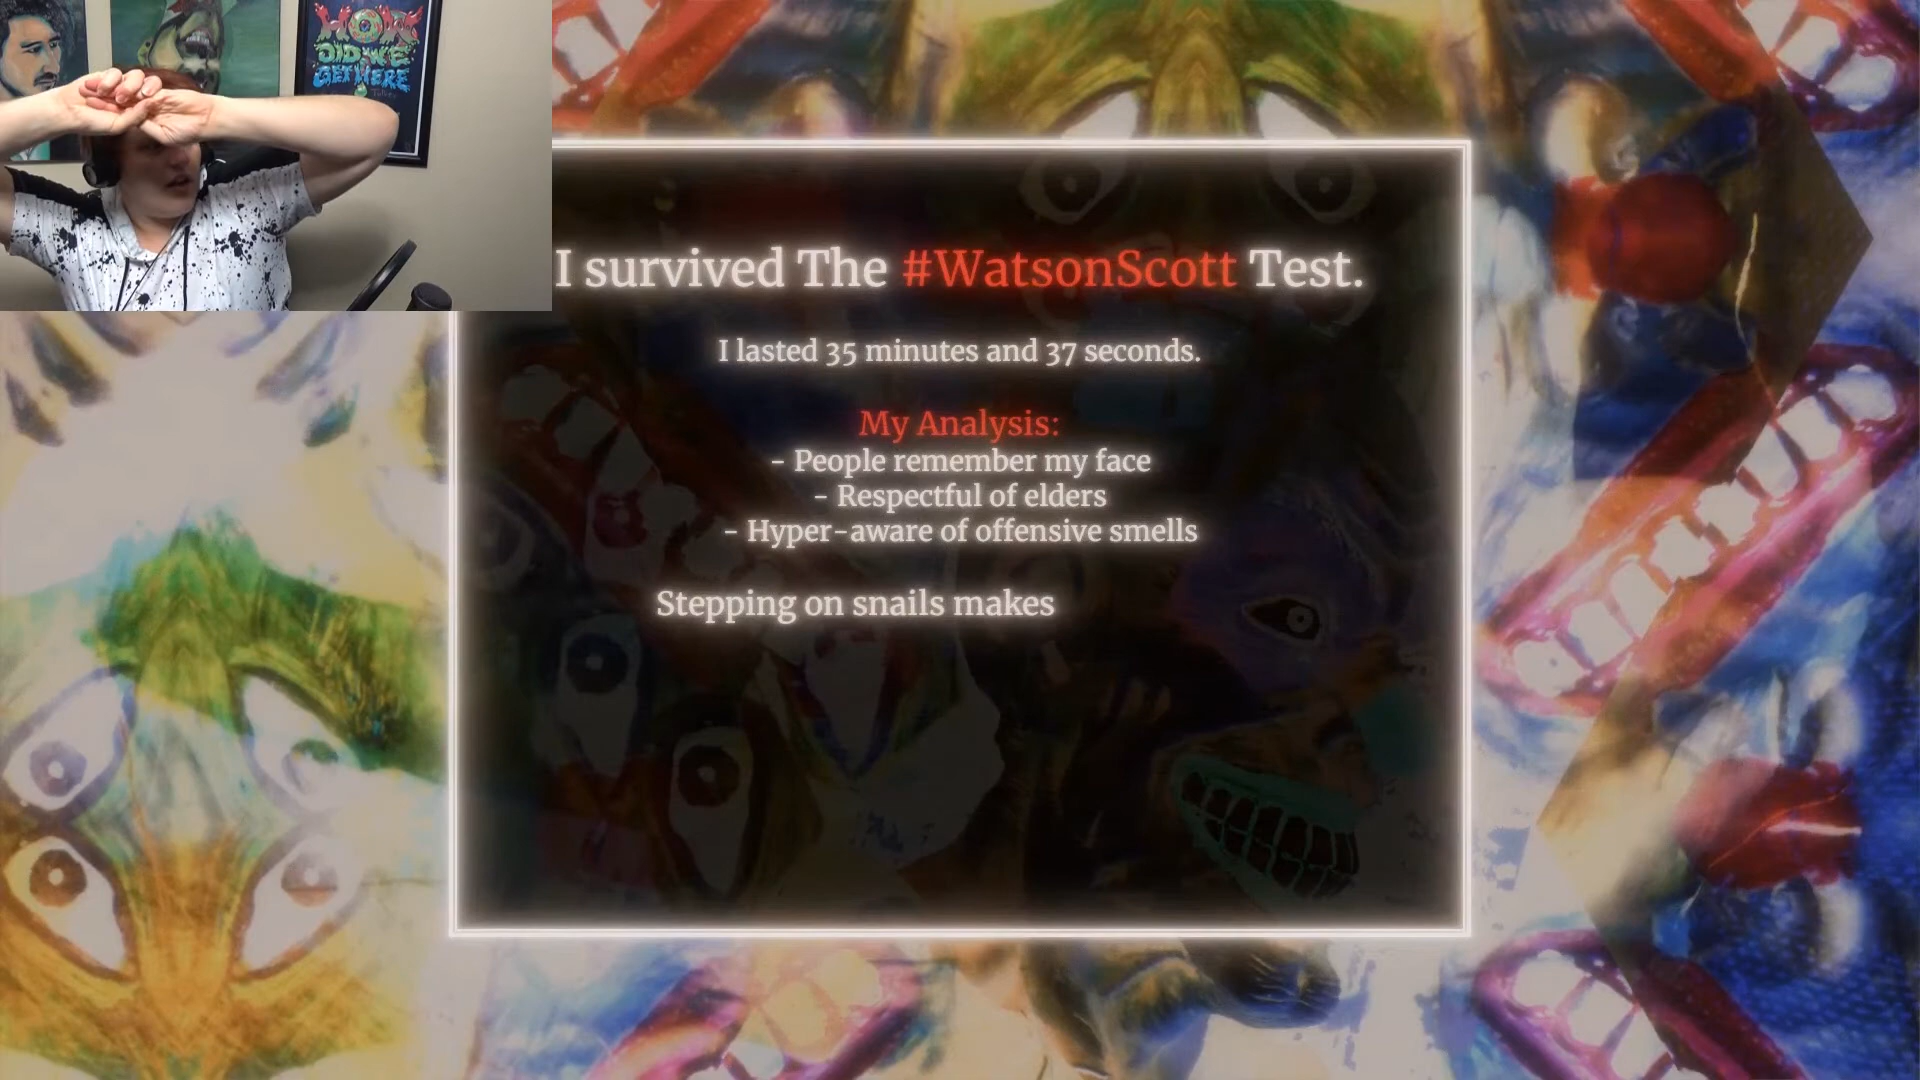 HOW
DID WE
GET HERE
I survived The #WatsonScott Test.
I lasted 35 minutes and 37 seconds.
My Analysis:
- People remember my face
- Respectful of elders
- Hyper-aware of offensive smells
Stepping on snails makes